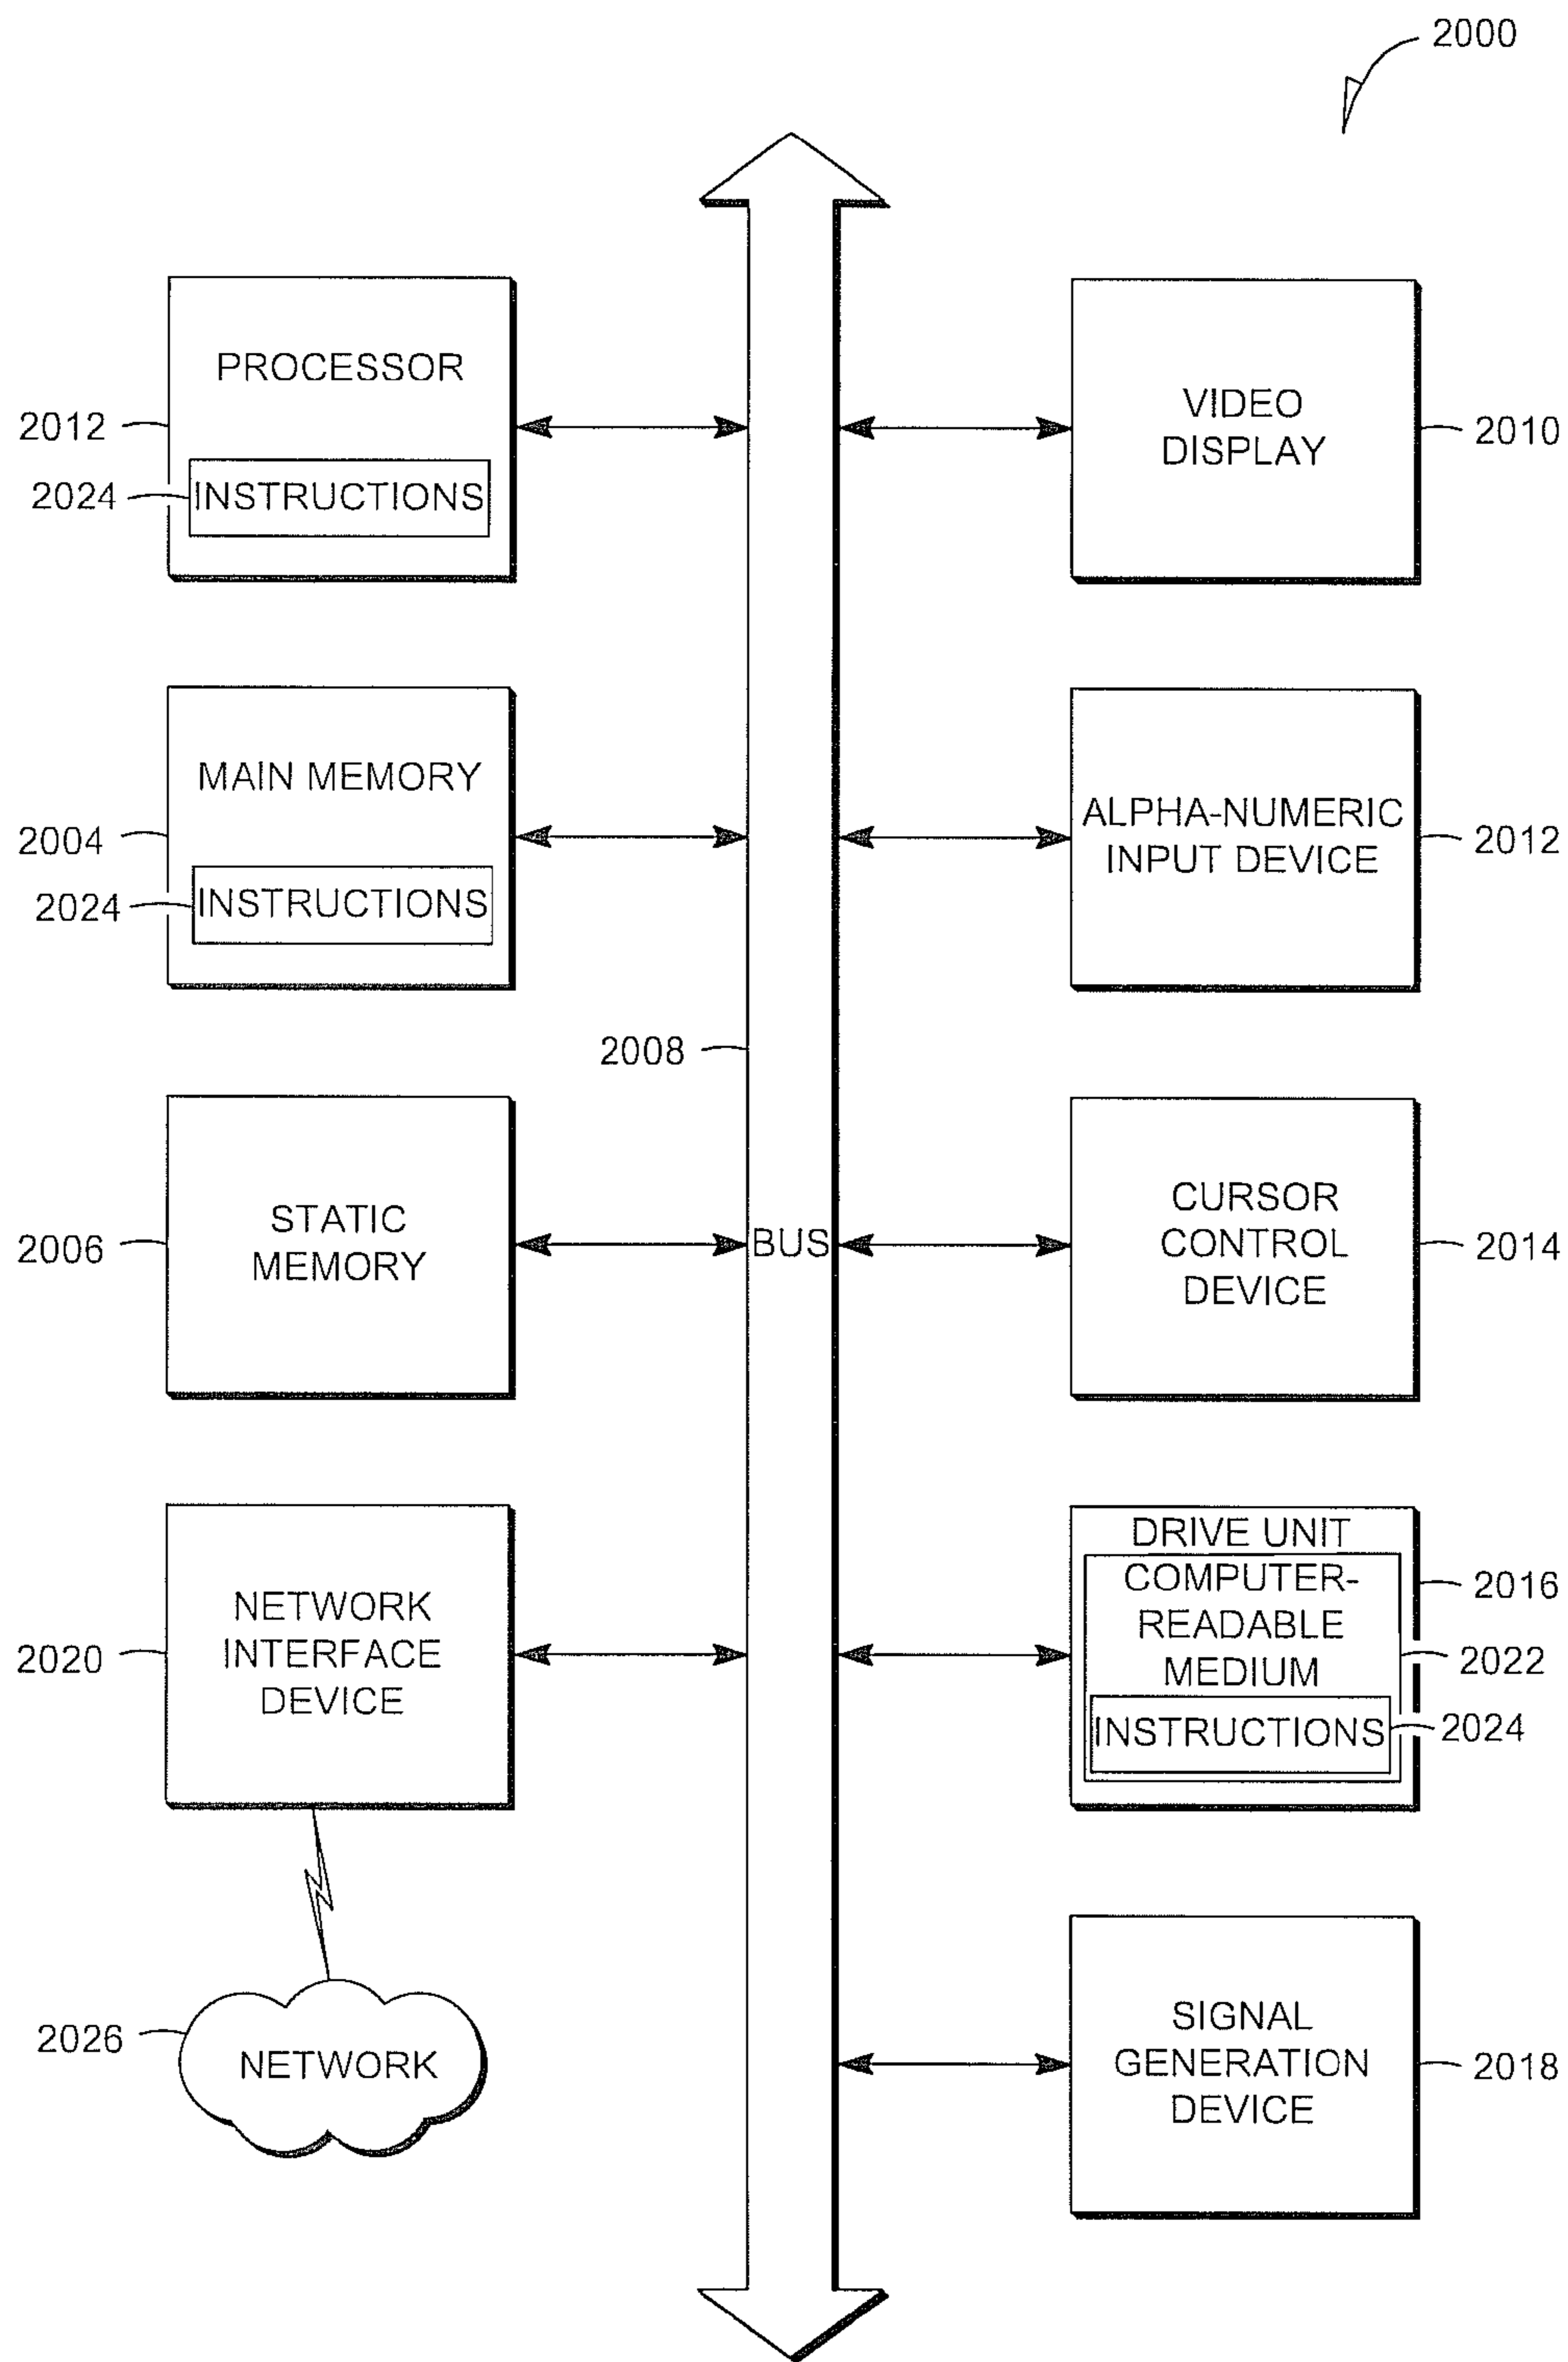 2000
PROCESSOR
2012
2024
INSTRUCTIONS
VIDEO
DISPLAY
2010
MAIN MEMORY
2004
2024
INSTRUCTIONS
ALPHA-NUMERIC
INPUT DEVICE
2012
2008
STATIC
MEMORY
2006
BUS
CURSOR
CONTROL
DEVICE
2014
NETWORK
INTERFACE
DEVICE
2020
DRIVE UNIT
COMPUTER-
READABLE
MEDIUM
2016
2022
INSTRUCTIONS
2024
2026
NETWORK
SIGNAL
GENERATION
DEVICE
2018